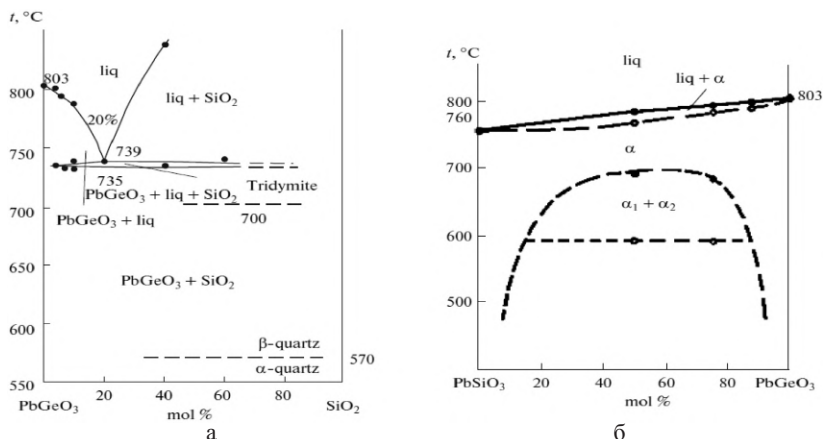 t, °C
liq
803
800
liq + SiO₂
20%
739
750
735
Tridymite
PbGeO₃ + liq + SiO₂
700
700
PbGeO₃ + liq
650
PbGeO₃ + SiO₂
600
β-quartz
570
α-quartz
550
PbGeO₃
20
40
60
80
SiO₂
mol %
а
t, °C
liq
liq + α
803
800
760
α
700
α₁ + α₂
600
500
PbSiO₃
20
40
60
80
PbGeO₃
mol %
б